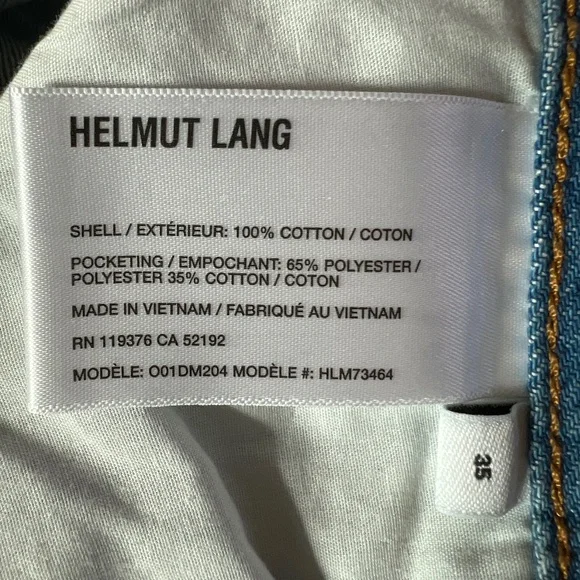 HELMUT LANG
SHELL / EXTÉRIEUR: 100% COTTON / COTON
POCKETING / EMPOCHANT: 65% POLYESTER /
POLYESTER 35% COTTON / COTON
MADE IN VIETNAM / FABRIQUÉ AU VIETNAM
RN 119376 CA 52192
MODÈLE: O01DM204 MODÈLE #: HLM73464
35